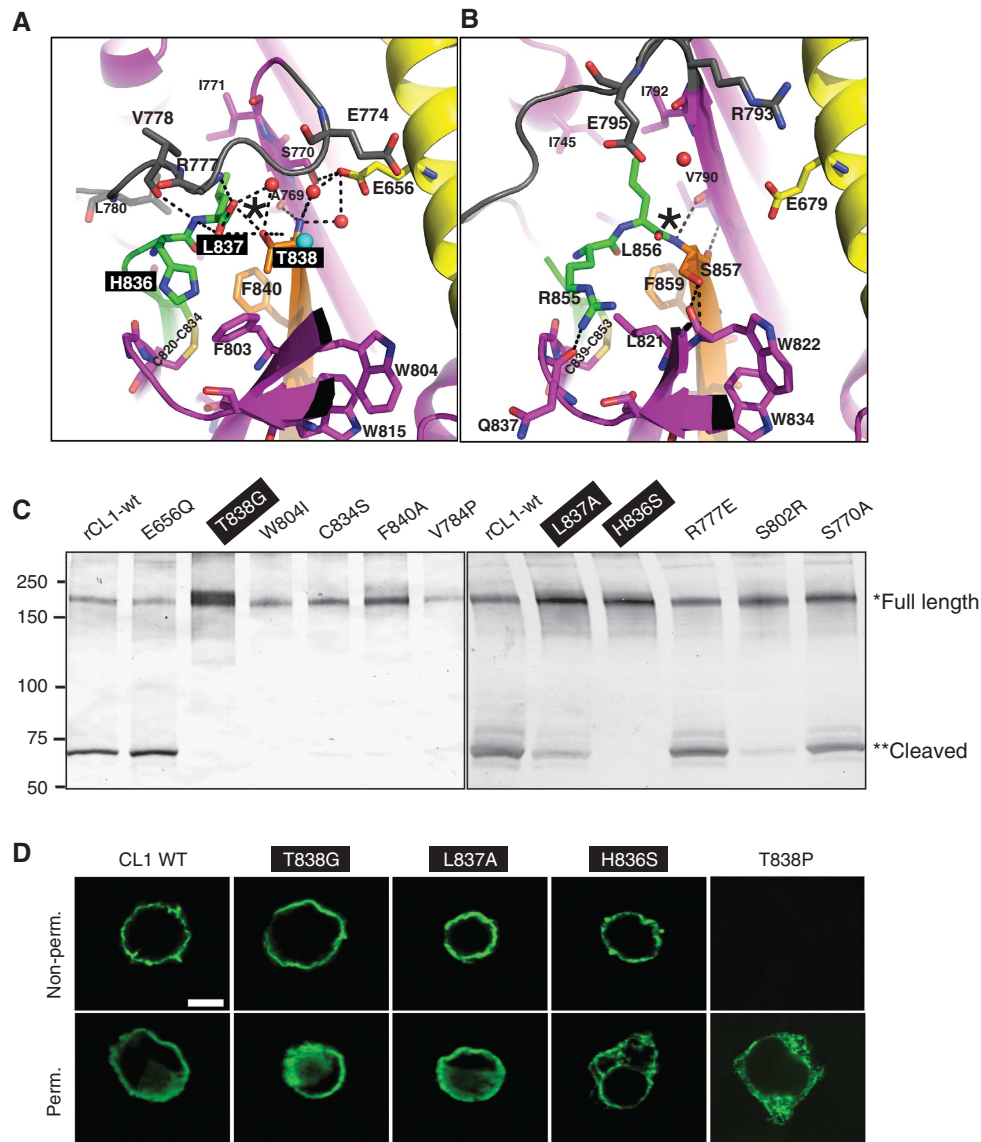 A
I771
V778
E774
R777
S770
E656
L780
A769
*
L837
T838
H836
F840
C820-C834
F803
W804
W815
B
I792
R793
E795
I745
V790
E679
*
L856
S857
F859
R855
L821
C839-C853
W822
Q837
W834
C
rCL1-wt E656Q T838G W804I C834S F840A V784P rCL1-wt L837A H836S R777E S802R S770A
250
*Full length
150
100
75
**Cleaved
50
D
CL1 WT T838G L837A H836S T838P
Non-perm.
Perm.